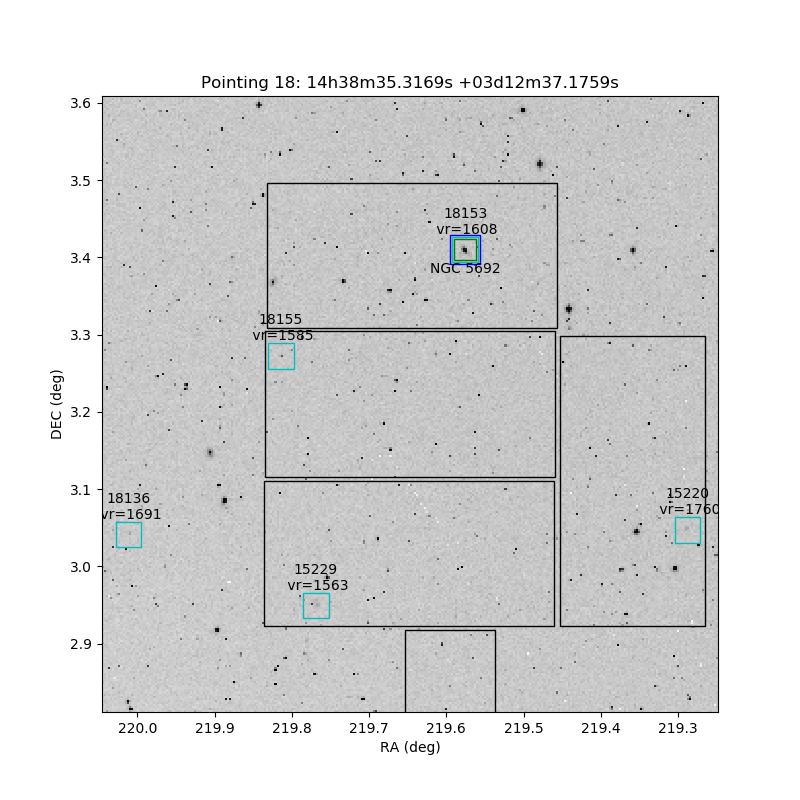 Pointing 18: 14h38m35.3169s +03d12m37.1759s
3.6
3.5
18153
vr=1608
3.4
NGC 5692
18155
3.3
vr=1585
3.2
DEC (deg)
3.1
18136
vr=1691
15220
vr=1760
3.0
15229
vr=1563
2.9
220.0 219.9 219.8 219.7 219.6 219.5 219.4 219.3
RA (deg)